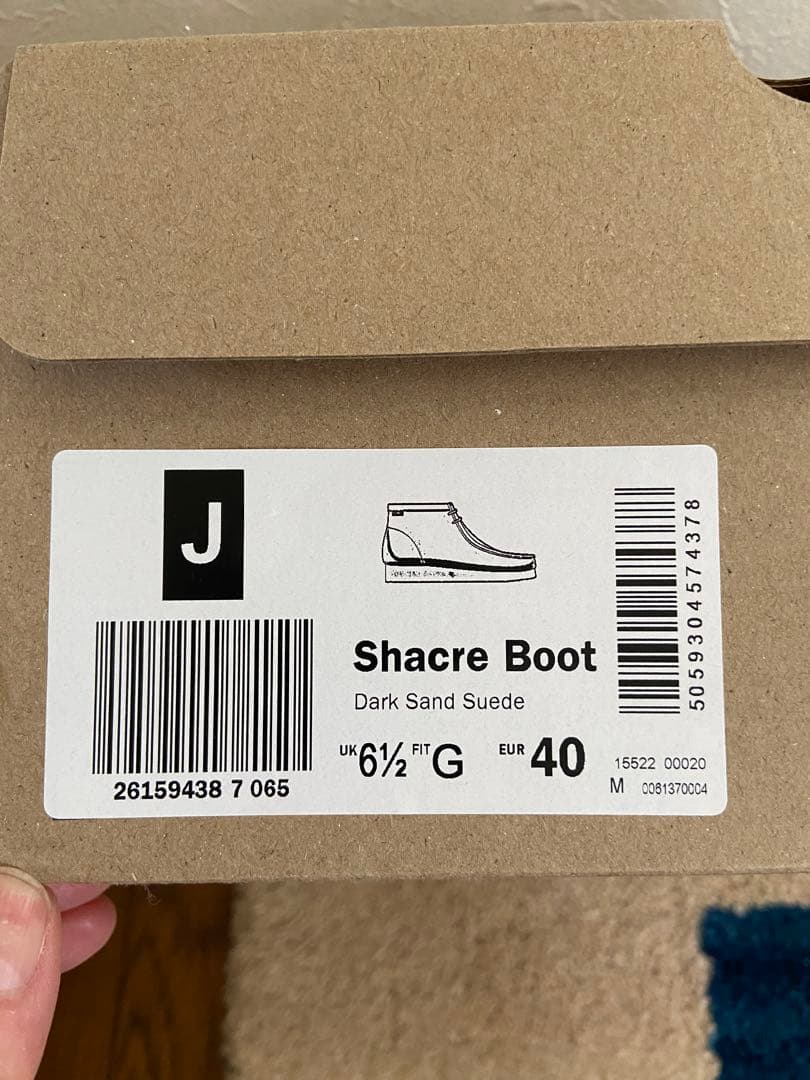 J
26159438 7 065
Shacre Boot
Dark Sand Suede
UK 6½ FIT G EUR 40
5059304574378
15522 00020
M 0081370004